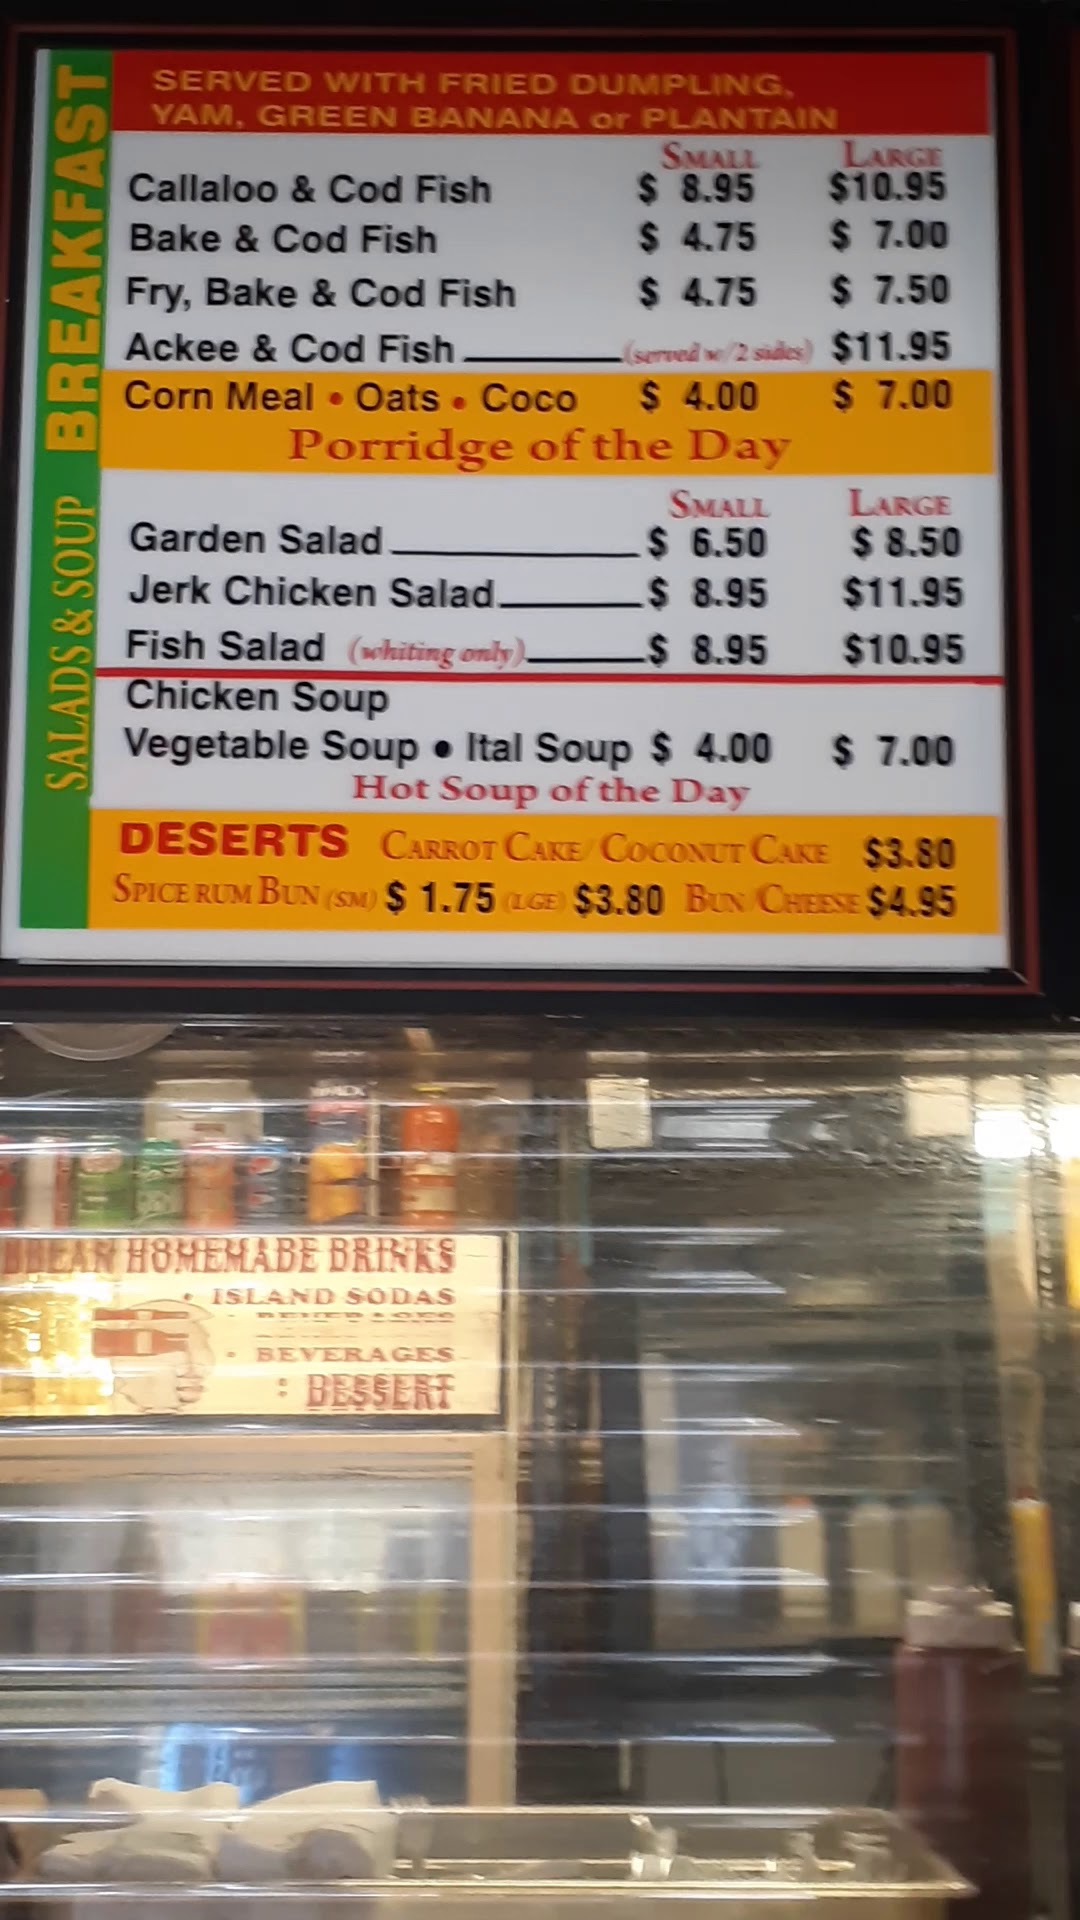 BREAKFAST
SERVED WITH FRIED DUMPLING,
YAM, GREEN BANANA or PLANTAIN
SMALL LARGE
Callaloo & Cod Fish $ 8.95 $10.95
Bake & Cod Fish $ 4.75 $ 7.00
Fry, Bake & Cod Fish $ 4.75 $ 7.50
Ackee & Cod Fish (served w/2 sides) $11.95
Corn Meal • Oats • Coco $ 4.00 $ 7.00
Porridge of the Day
SALADS & SOUP
SMALL LARGE
Garden Salad $ 6.50 $ 8.50
Jerk Chicken Salad $ 8.95 $11.95
Fish Salad (whiting only) $ 8.95 $10.95
Chicken Soup
Vegetable Soup • Ital Soup $ 4.00 $ 7.00
Hot Soup of the Day
DESERTS CARROT CAKE/COCONUT CAKE $3.80
SPICE RUM BUN (SM) $ 1.75 (LGE) $3.80 BUN/CHEESE $4.95
HOMEMADE DRINKS
• ISLAND SODAS
• BEVERAGES
: DESSERT